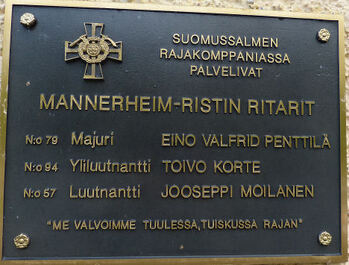 SUOMUSSALMEN
RAJAKOMPPANIASSA
PALVELIVAT
MANNERHEIM-RISTIN RITARIT
N:o 79 Majuri EINO VALFRID PENTTILÄ
N:o 94 Yliluutnantti TOIVO KORTE
N:o 57 Luutnantti JOOSEPPI MOILANEN
"ME VALVOIMME TUULESSA, TUISKUSSA RAJAN"